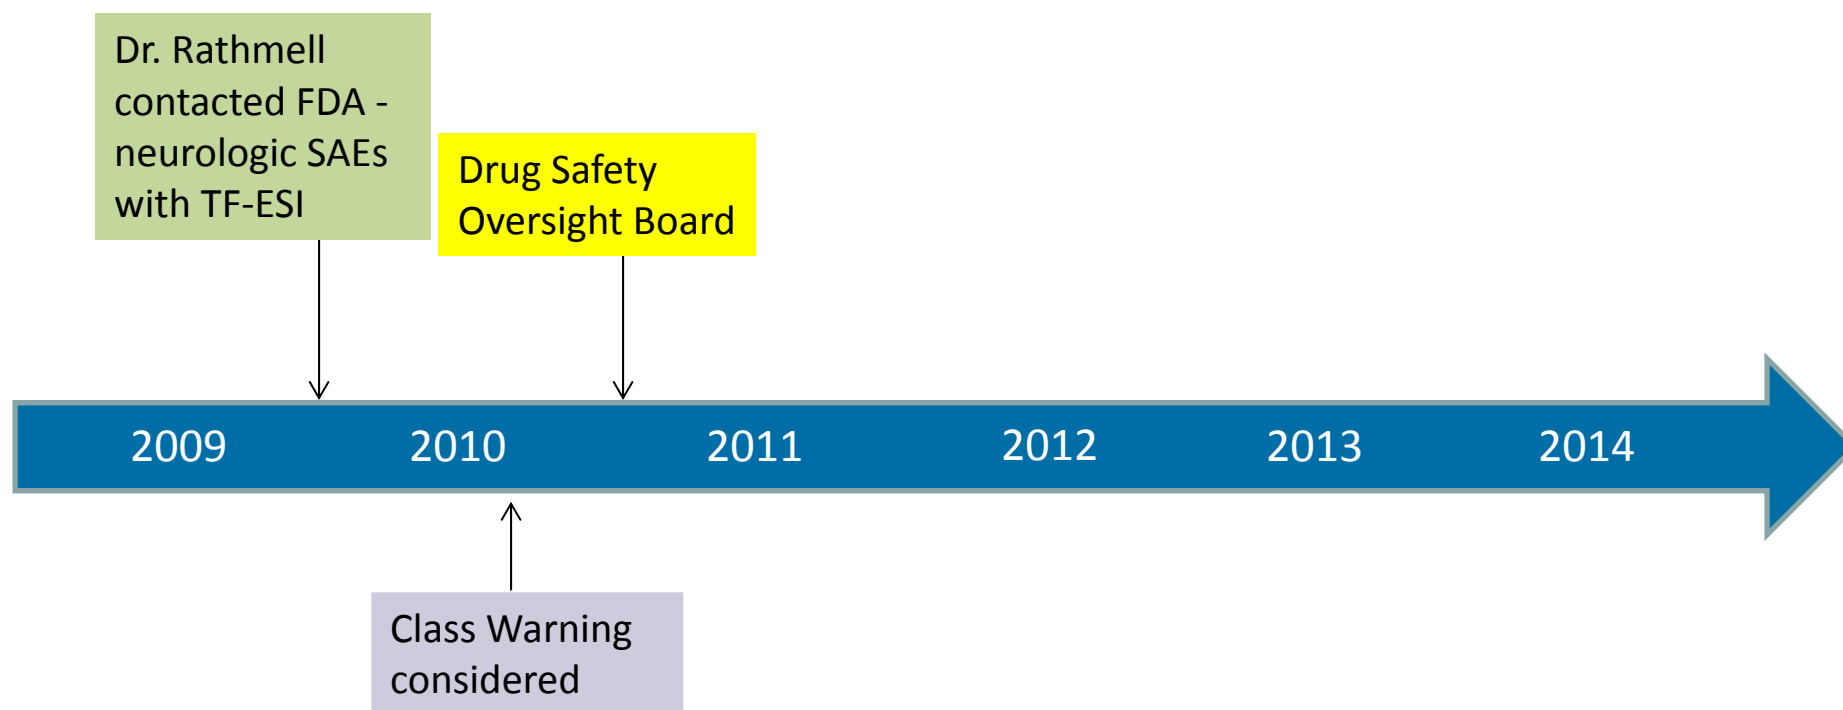 Dr. Rathmell
contacted FDA -
neurologic SAEs
with TF-ESI
Drug Safety
Oversight Board
2009 2010 2011 2012 2013 2014
Class Warning
considered